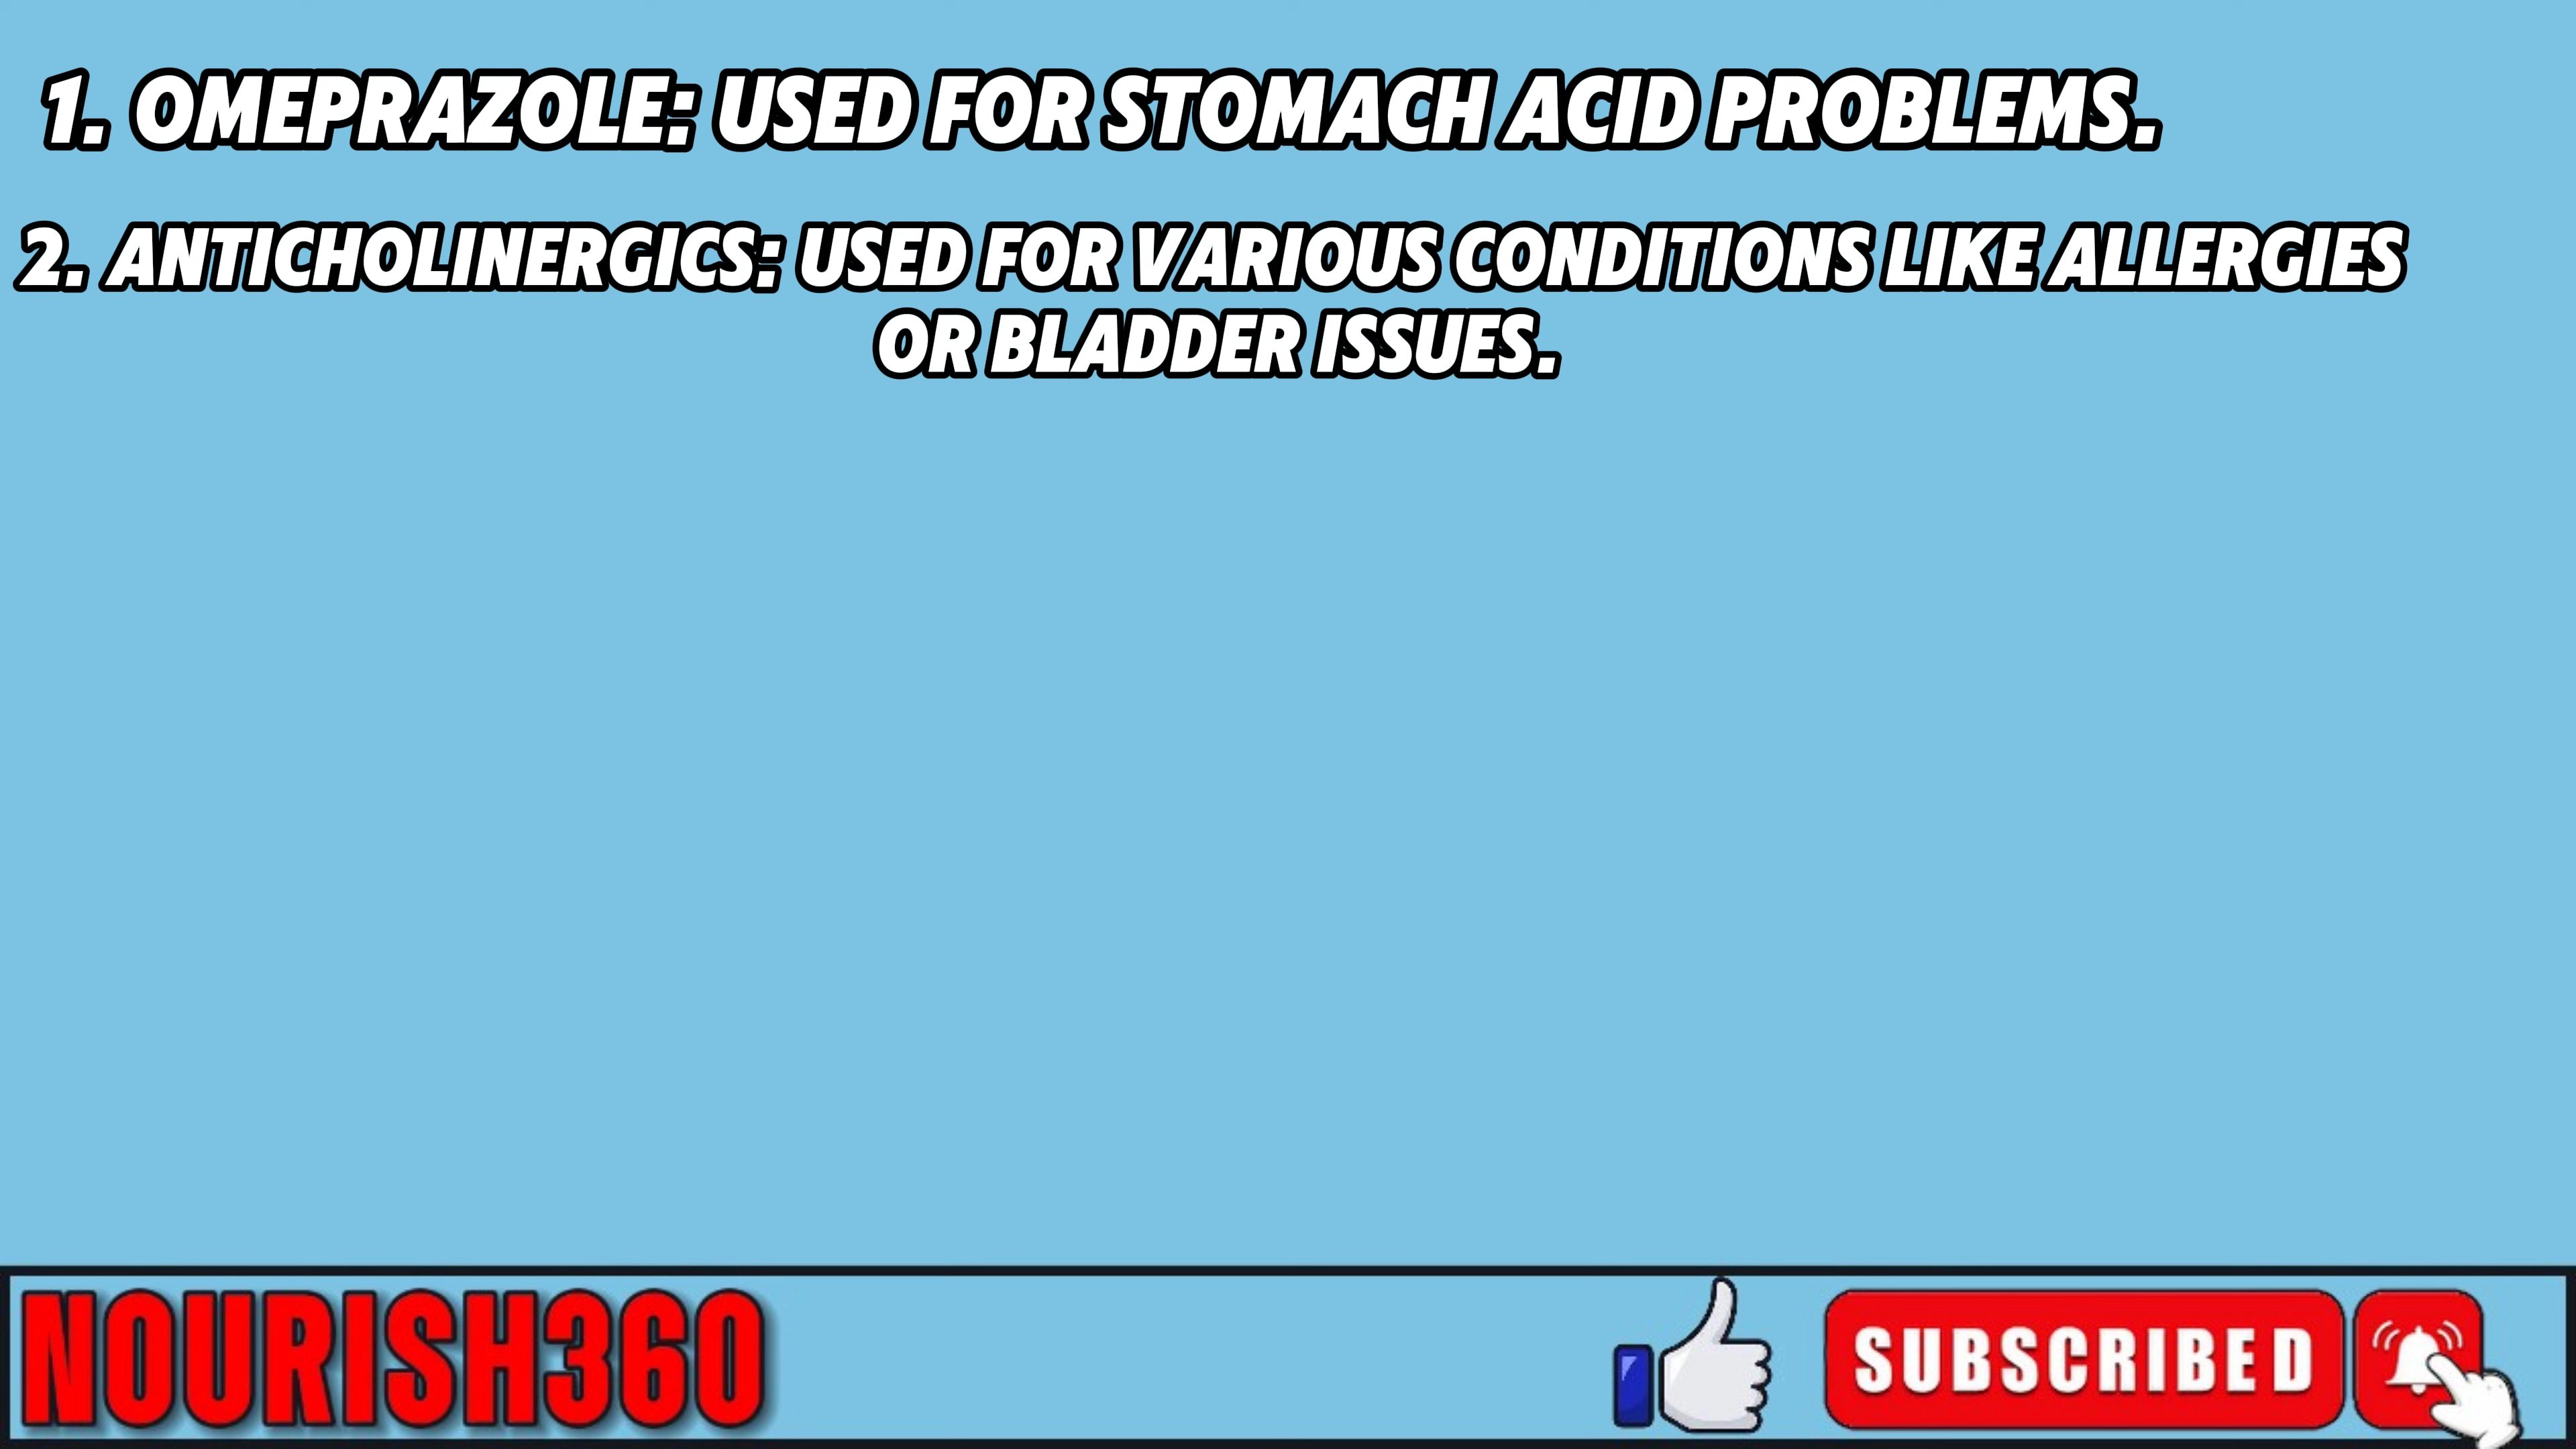 1. OMEPRAZOLE: USED FOR STOMACH ACID PROBLEMS.
2. ANTICHOLINERGICS: USED FOR VARIOUS CONDITIONS LIKE ALLERGIES
OR BLADDER ISSUES.
NOURISH360
SUBSCRIBED